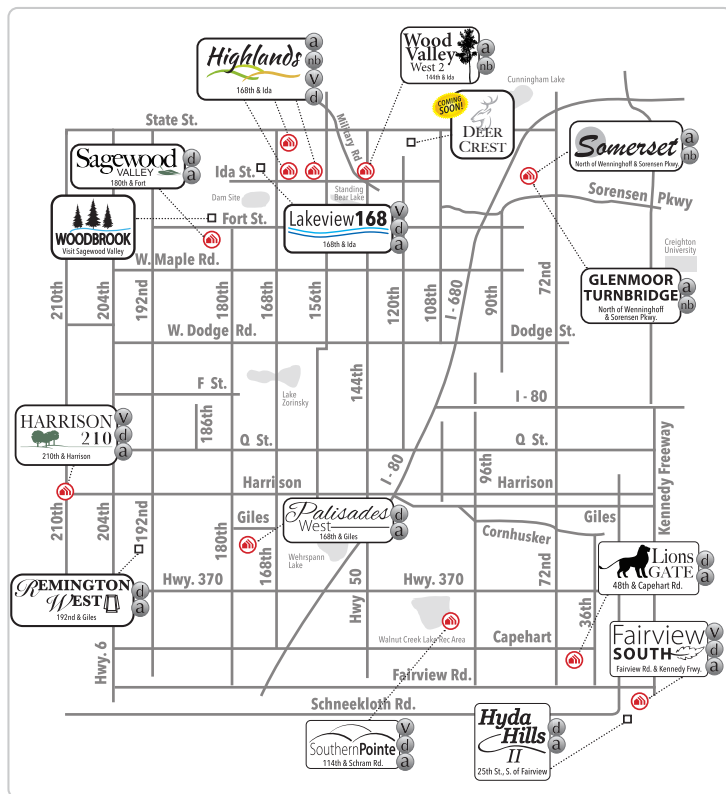 Highlands
168th & Ida
a
nb
v
d
Wood
Valley
West 2
144th & Ida
a
nb
Cunningham Lake
COMING
SOON!
DEER
CREST
State St.
Military Rd
Sagewood
VALLEY
180th & Fort
d
a
Ida St.
Somerset
North of Wenninghoff & Sorensen Pkwy.
a
nb
Dam Site
Standing
Bear Lake
Sorensen Pkwy
WOODBROOK
Visit Sagewood Valley
Fort St.
Lakeview168
168th & Ida
v
d
a
Creighton
University
W. Maple Rd.
GLENMOOR
TURNBRIDGE
North of Wenninghoff
& Sorensen Pkwy.
a
nb
210th
204th
192nd
180th
168th
156th
120th
108th
I - 680
90th
72nd
W. Dodge Rd.
Dodge St.
144th
F St.
Lake
Zorinsky
I - 80
186th
HARRISON
210
210th & Harrison
v
d
a
Q St.
Q St.
I - 80
96th
Kennedy Freeway
Harrison
Harrison
210th
204th
192nd
Giles
Palisades
West
168th & Giles
d
a
Giles
Cornhusker
180th
168th
Wehrspann
Lake
Hwy. 370
Hwy 50
Hwy. 370
72nd
36th
Lions
GATE
48th & Capehart Rd.
d
a
REMINGTON
WEST
192nd & Giles
d
a
Walnut Creek Lake Rec Area
Capehart
Fairview
SOUTH
Fairview Rd. & Kennedy Frwy.
v
d
a
Hwy. 6
Fairview Rd.
Schneekloth Rd.
SouthernPointe
114th & Schram Rd.
v
d
a
Hyda
Hills
II
25th St., S. of Fairview
d
a